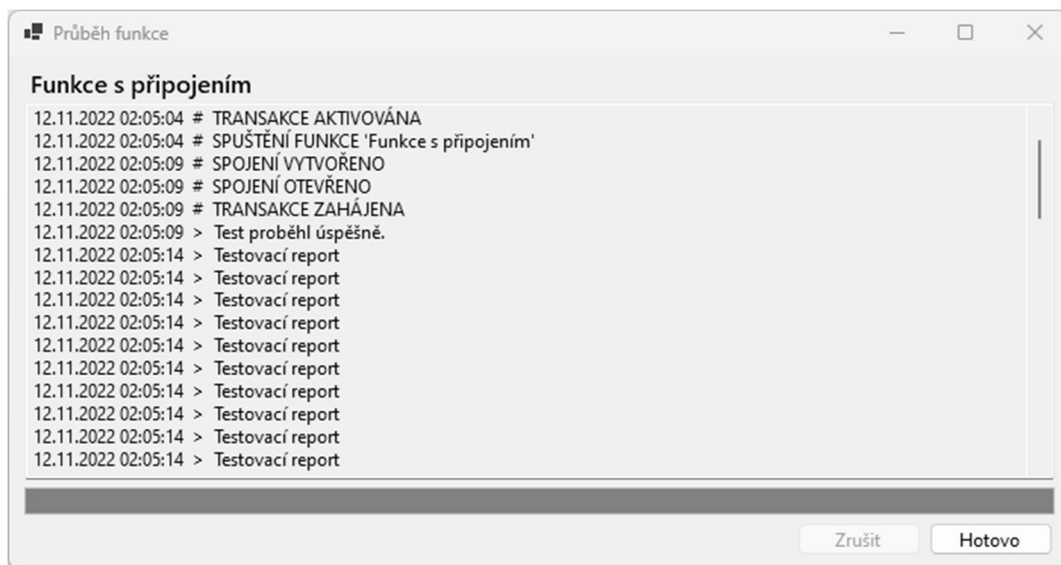 Průběh funkce
Funkce s připojením
12.11.2022 02:05:04 # TRANSAKCE AKTIVOVÁNA
12.11.2022 02:05:04 # SPUŠTĚNÍ FUNKCE 'Funkce s připojením'
12.11.2022 02:05:09 # SPOJENÍ VYTVOŘENO
12.11.2022 02:05:09 # SPOJENÍ OTEVŘENO
12.11.2022 02:05:09 # TRANSAKCE ZAHÁJENA
12.11.2022 02:05:09 > Test proběhl úspěšně.
12.11.2022 02:05:14 > Testovací report
12.11.2022 02:05:14 > Testovací report
12.11.2022 02:05:14 > Testovací report
12.11.2022 02:05:14 > Testovací report
12.11.2022 02:05:14 > Testovací report
12.11.2022 02:05:14 > Testovací report
12.11.2022 02:05:14 > Testovací report
12.11.2022 02:05:14 > Testovací report
12.11.2022 02:05:14 > Testovací report
12.11.2022 02:05:14 > Testovací report
Zrušit Hotovo